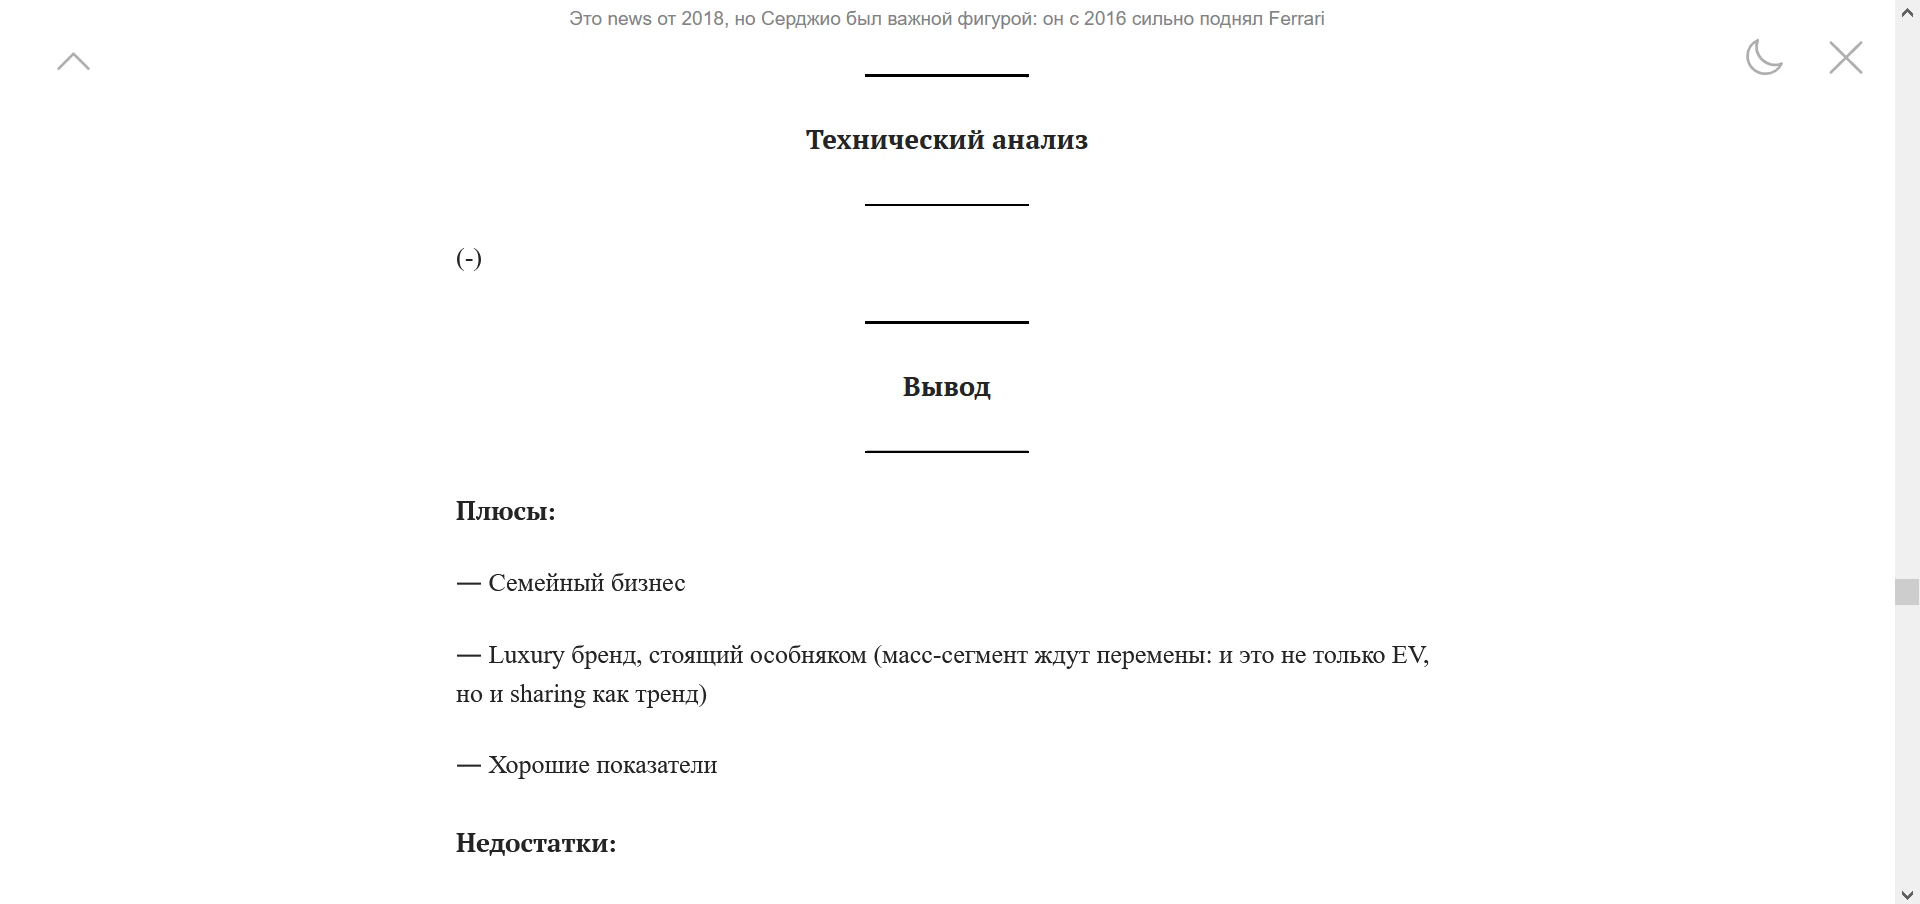 Это news от 2018, но Серджио был важной фигурой: он с 2016 сильно поднял Ferrari
Технический анализ
(-)
Вывод
Плюсы:
— Семейный бизнес
— Luxury бренд, стоящий особняком (масс-сегмент ждут перемены: и это не только EV,
но и sharing как тренд)
— Хорошие показатели
Недостатки: